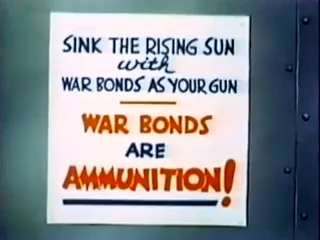 SINK THE RISING SUN
with
WAR BONDS AS YOUR GUN
WAR BONDS
ARE
AMMUNITION!